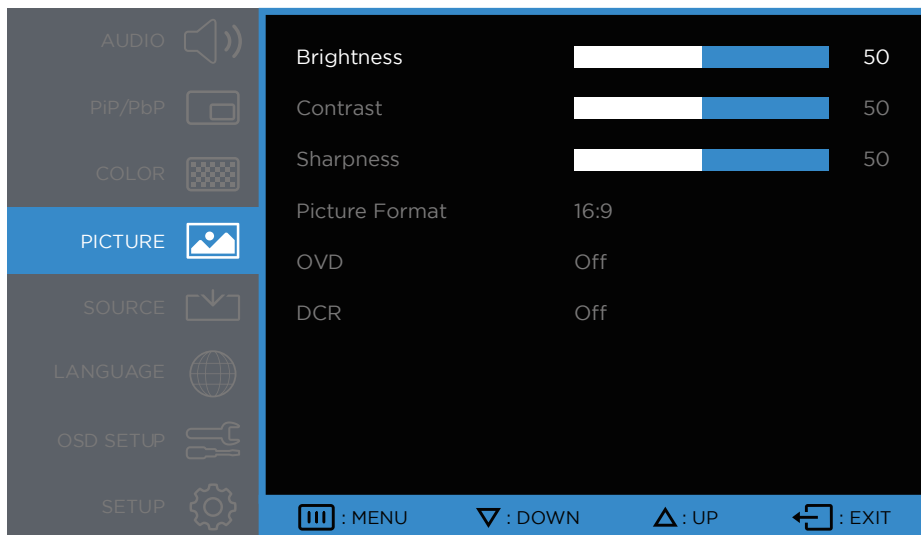 AUDIO
PiP/PbP
COLOR
PICTURE
SOURCE
LANGUAGE
OSD SETUP
SETUP
Brightness 50
Contrast 50
Sharpness 50
Picture Format 16:9
OVD Off
DCR Off
: MENU : DOWN : UP : EXIT